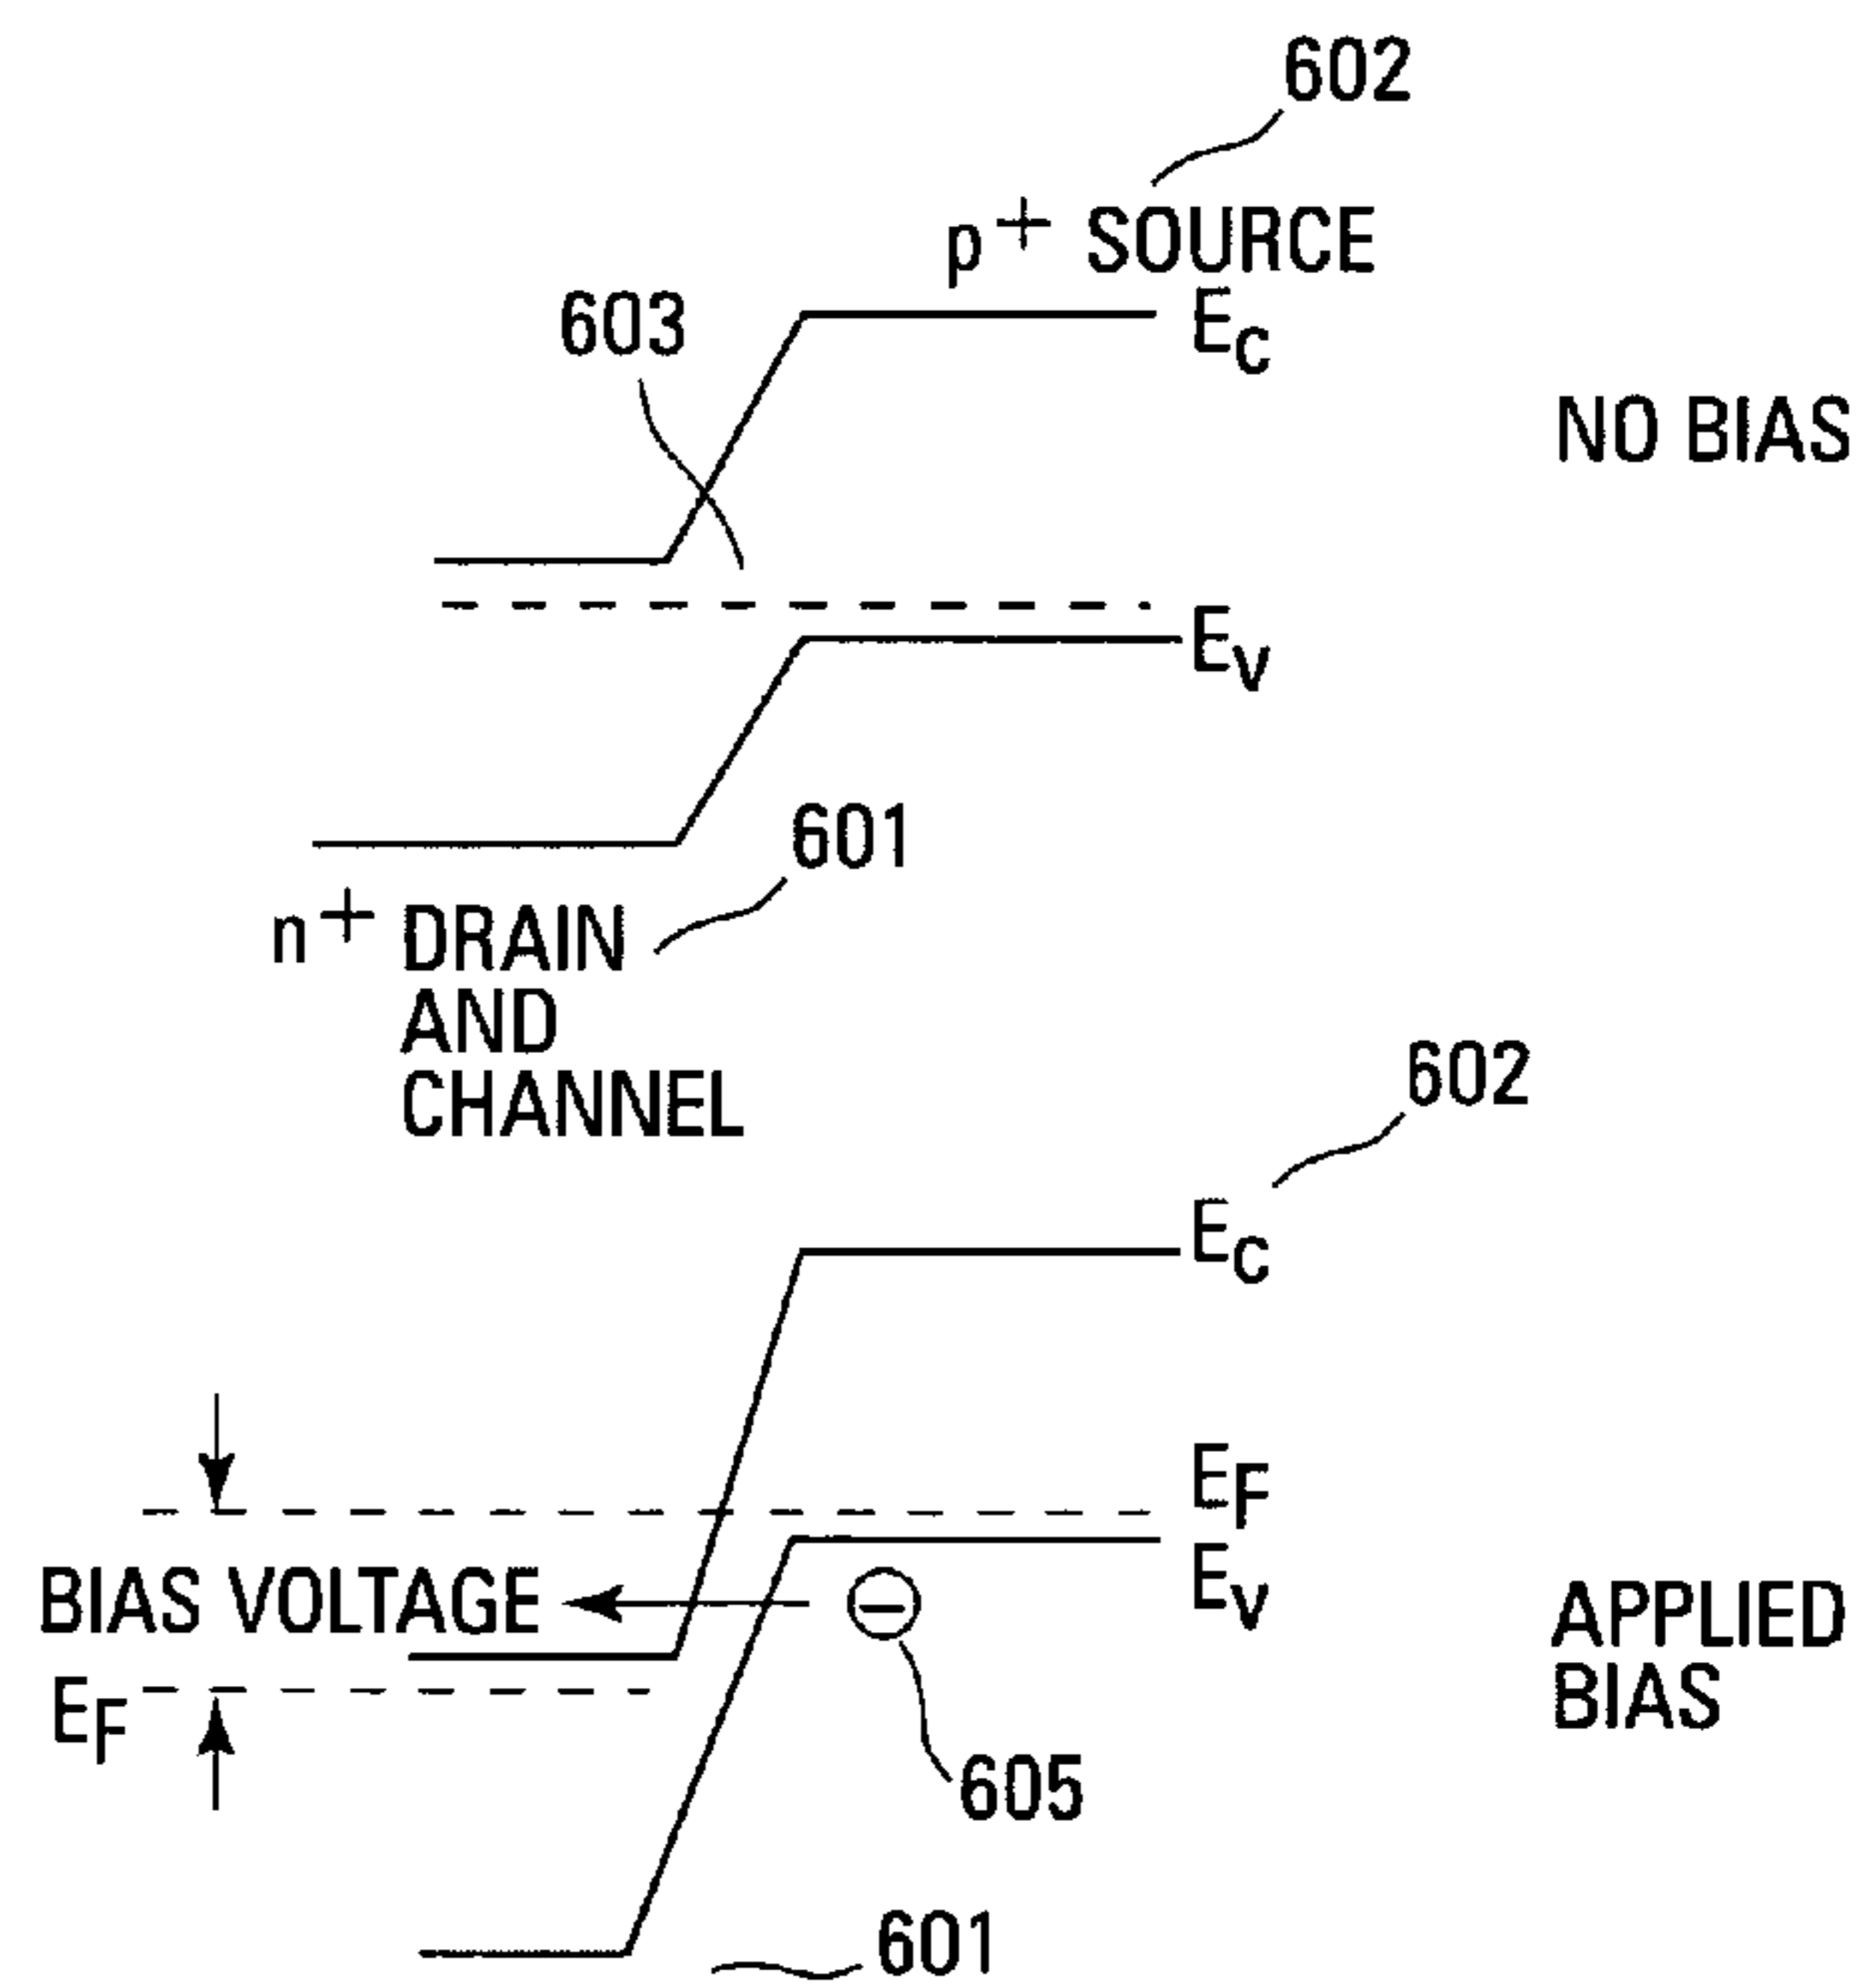 602
p+ SOURCE
603
EC
NO BIAS
EV
601
n+ DRAIN
AND
CHANNEL
602
EC
EF
EV
BIAS VOLTAGE
−
APPLIED
BIAS
EF
605
601